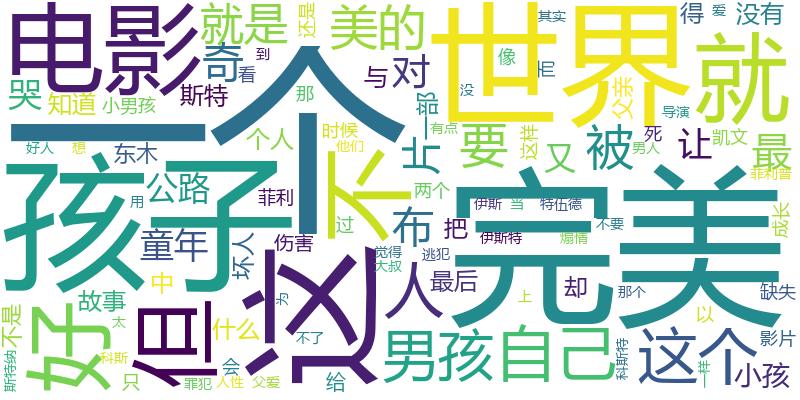 电影
就是
还是
美的
世界
得
爱
没有
其实
奇
到
看
与
对
像
而
就
哭
知道
小男孩
斯特
那
没
父亲
导演
一个
一部
片
有点
要
这样
又
被
死
男人
让
凯文
最
好人
想
东木
个人
时候
他们
不
菲利普
孩子
用
公路
菲利
过
两个
布
把
伊斯
当
特伍德
不要
成长
完美
童年
坏人
伤害
这
觉得
大叔
逃犯
伊斯特
煽情
中
故事
人
最后
却
那个
缺失
不是
好
太
但
什么
为
上
以
不了
男孩
自己
科斯特
这个
影片
斯特纳
科斯
只
罪犯
会
人性
父爱
给
一样
小孩